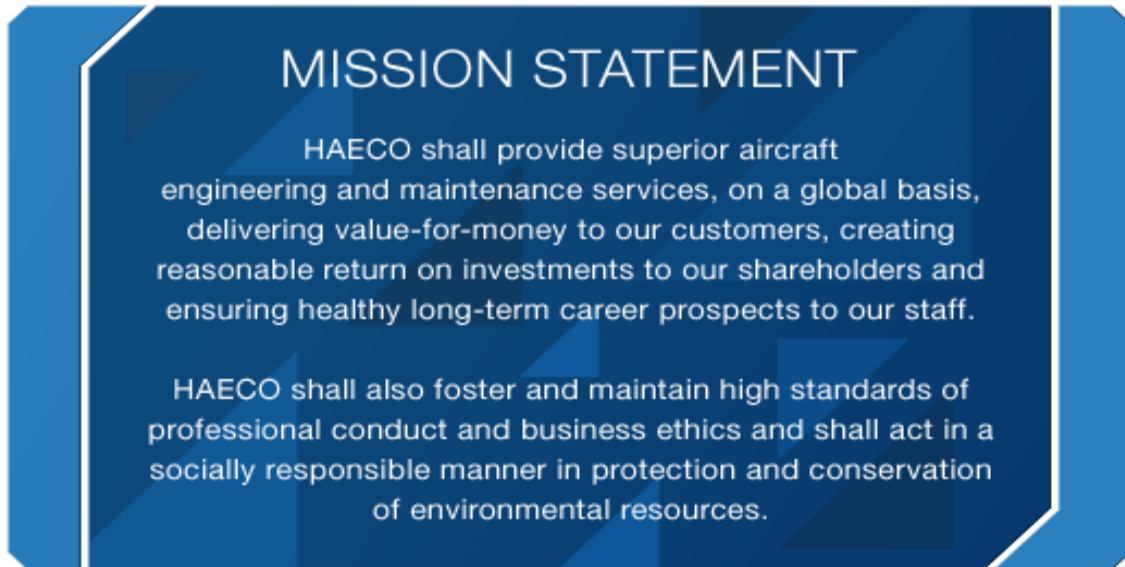 MISSION STATEMENT
HAECO shall provide superior aircraft
engineering and maintenance services, on a global basis,
delivering value-for-money to our customers, creating
reasonable return on investments to our shareholders and
ensuring healthy long-term career prospects to our staff.
HAECO shall also foster and maintain high standards of
professional conduct and business ethics and shall act in a
socially responsible manner in protection and conservation
of environmental resources.